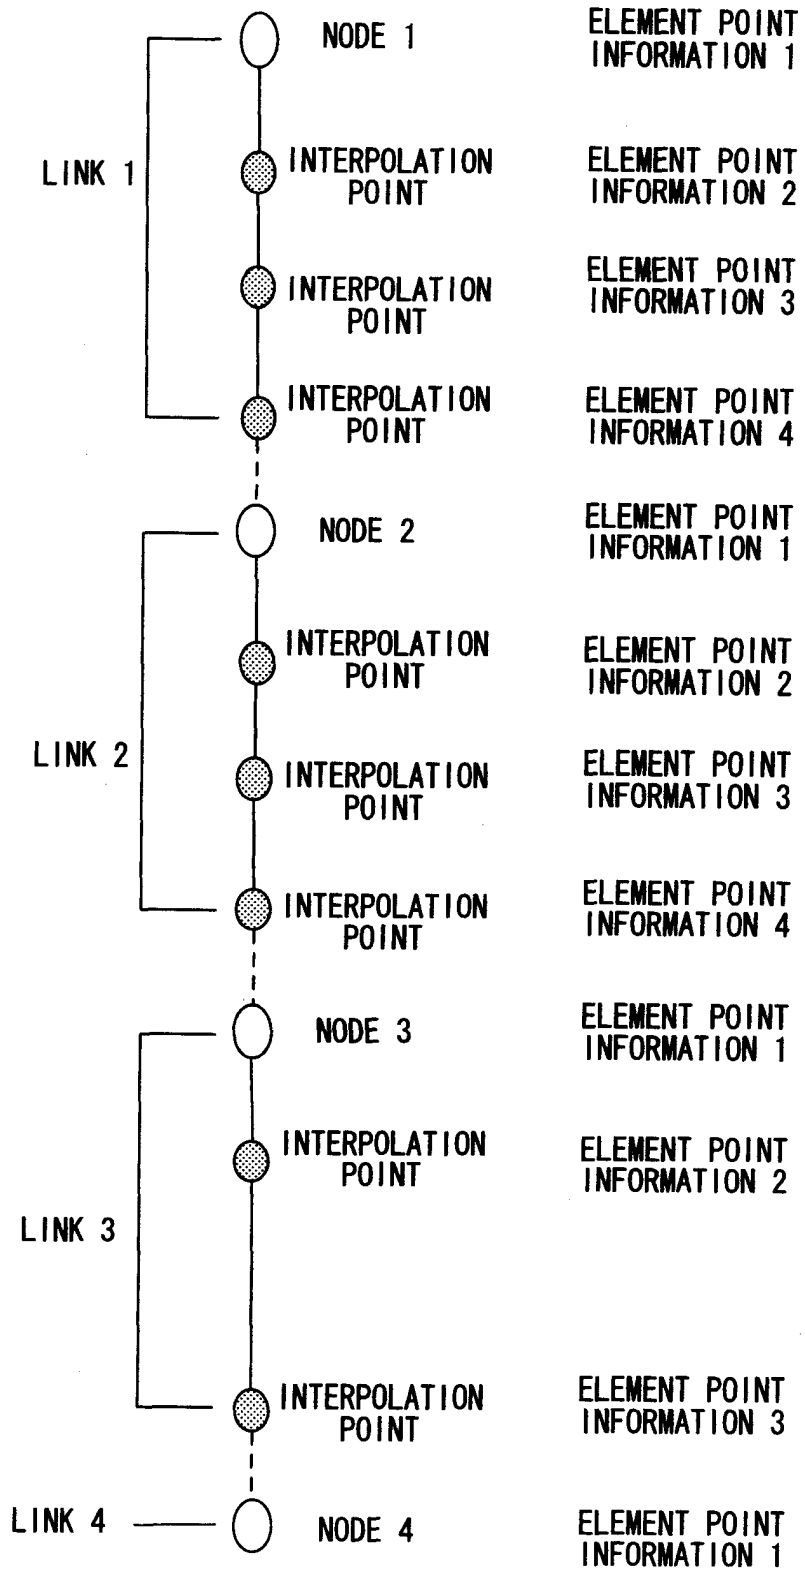 NODE 1
ELEMENT POINT
INFORMATION 1
LINK 1
INTERPOLATION
POINT
ELEMENT POINT
INFORMATION 2
INTERPOLATION
POINT
ELEMENT POINT
INFORMATION 3
INTERPOLATION
POINT
ELEMENT POINT
INFORMATION 4
NODE 2
ELEMENT POINT
INFORMATION 1
LINK 2
INTERPOLATION
POINT
ELEMENT POINT
INFORMATION 2
INTERPOLATION
POINT
ELEMENT POINT
INFORMATION 3
INTERPOLATION
POINT
ELEMENT POINT
INFORMATION 4
NODE 3
ELEMENT POINT
INFORMATION 1
LINK 3
INTERPOLATION
POINT
ELEMENT POINT
INFORMATION 2
INTERPOLATION
POINT
ELEMENT POINT
INFORMATION 3
LINK 4
NODE 4
ELEMENT POINT
INFORMATION 1